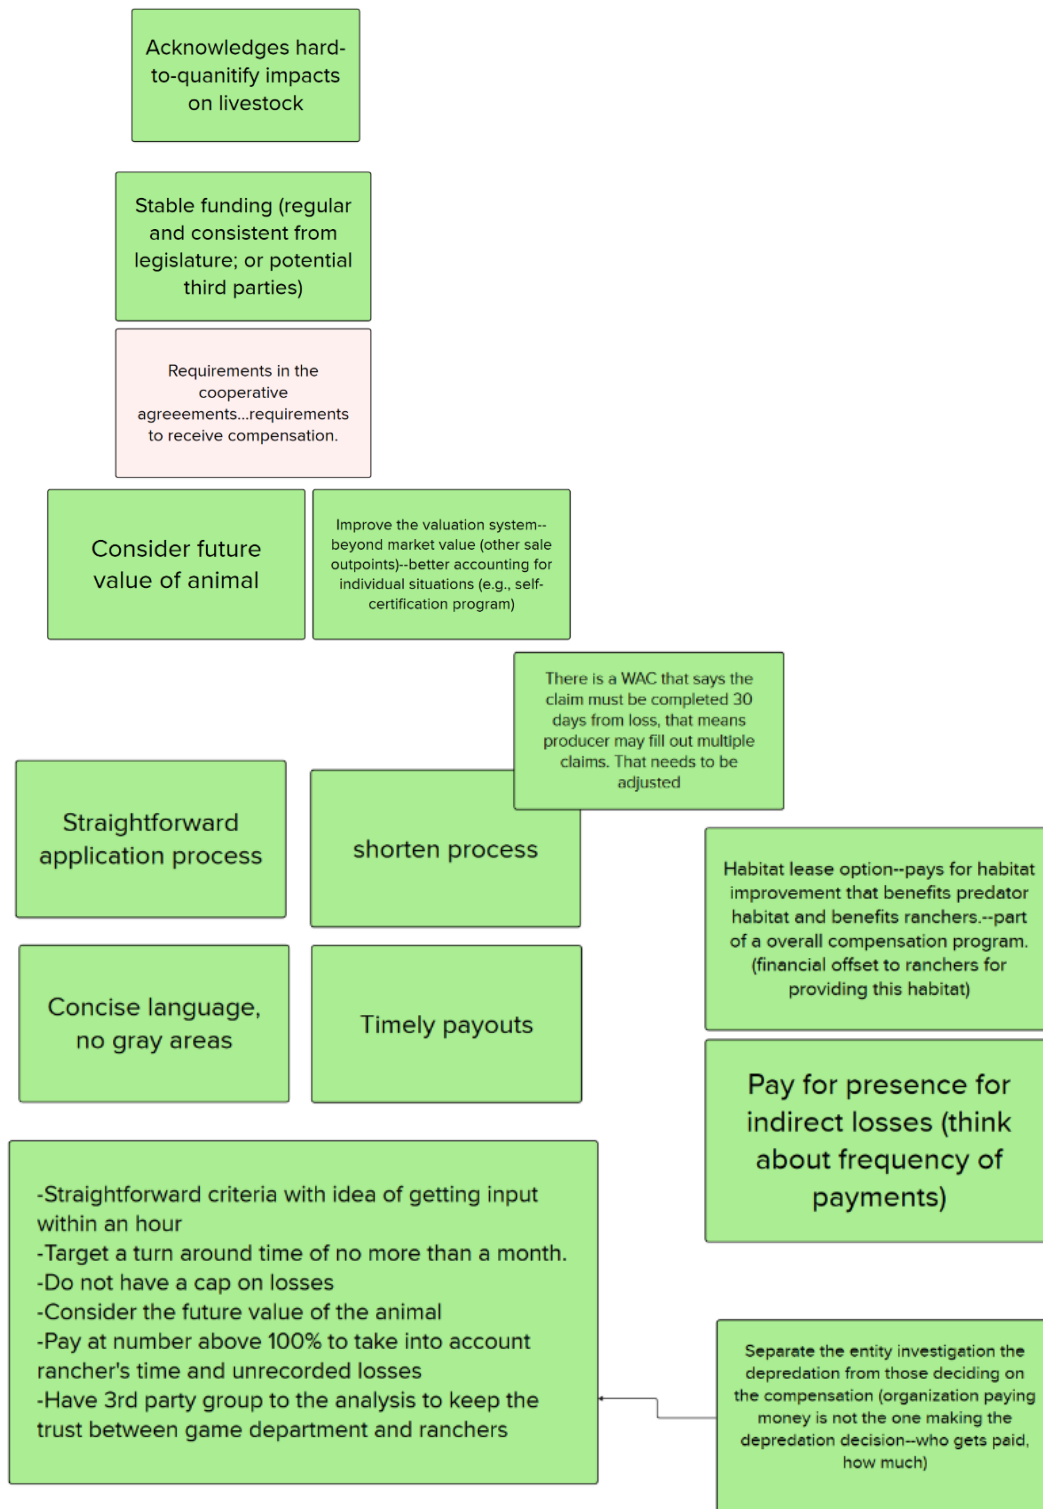 Acknowledges hard-
to-quanitify impacts
on livestock
Stable funding (regular
and consistent from
legislature; or potential
third parties)
Requirements in the
cooperative
agreeements...requirements
to receive compensation.
Consider future
value of animal
Improve the valuation system--
beyond market value (other sale
outpoints)--better accounting for
individual situations (e.g., self-
certification program)
There is a WAC that says the
claim must be completed 30
days from loss, that means
producer may fill out multiple
claims. That needs to be
adjusted
Straightforward
application process
shorten process
Habitat lease option--pays for habitat
improvement that benefits predator
habitat and benefits ranchers.--part
of a overall compensation program.
(financial offset to ranchers for
providing this habitat)
Concise language,
no gray areas
Timely payouts
Pay for presence for
indirect losses (think
about frequency of
payments)
-Straightforward criteria with idea of getting input
within an hour
-Target a turn around time of no more than a month.
-Do not have a cap on losses
-Consider the future value of the animal
-Pay at number above 100% to take into account
rancher's time and unrecorded losses
-Have 3rd party group to the analysis to keep the
trust between game department and ranchers
Separate the entity investigation the
depredation from those deciding on
the compensation (organization paying
money is not the one making the
depredation decision--who gets paid,
how much)